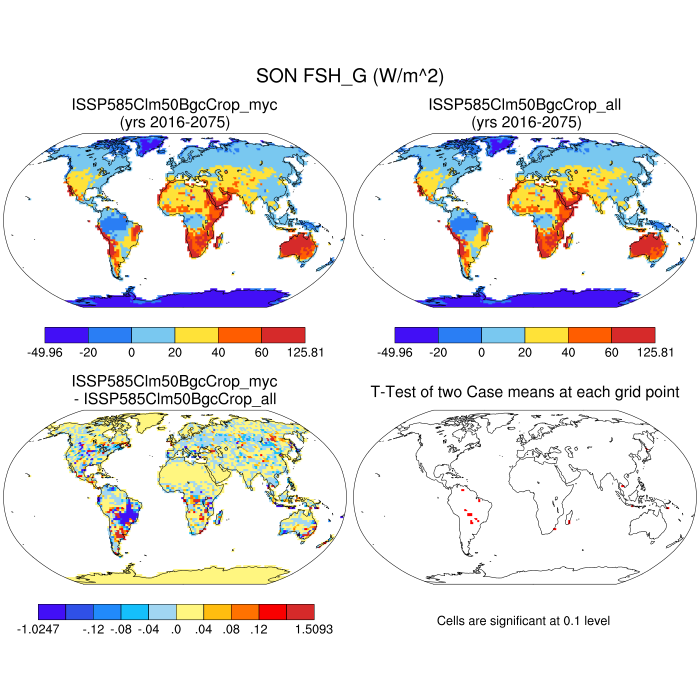 SON FSH_G (W/m^2)
ISSP585Clm50BgcCrop_myc
(yrs 2016-2075)
ISSP585Clm50BgcCrop_all
(yrs 2016-2075)
-49.96 -20 0 20 40 60 125.81
-49.96 -20 0 20 40 60 125.81
ISSP585Clm50BgcCrop_myc
- ISSP585Clm50BgcCrop_all
T-Test of two Case means at each grid point
-1.0247 -.12 -.08 -.04 .0 .04 .08 .12 1.5093
Cells are significant at 0.1 level